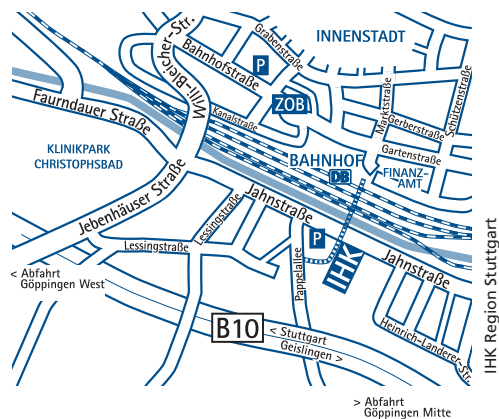 INNENSTADT
Grabenstraße
Will-Bleicher-Str.
Bahnhofstraße
P
ZOB
Kanalstraße
Marktstraße
Schützenstraße
Gerberstraße
Gartenstraße
Faurndauer Straße
KLINIKPARK
CHRISTOPHSBAD
BAHNHOF
DB
FINANZ-
AMT
Jebenhäuser Straße
Jahnstraße
Lessingstraße
Lessingstraße
P
Pappelallee
IHK
Jahnstraße
< Abfahrt
Göppingen West
B10
< Stuttgart
Geislingen >
Heinrich-Landerer-Str.
> Abfahrt
Göppingen Mitte
IHK Region Stuttgart